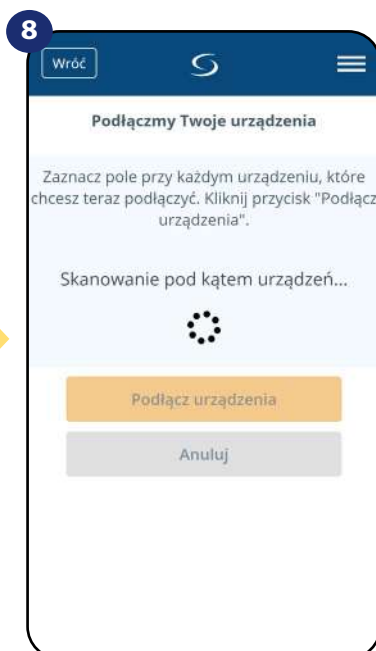 8
Wróć
Podłączmy Twoje urządzenia
Zaznacz pole przy każdym urządzeniu, które
chcesz teraz podłączyć. Kliknij przycisk "Podłącz
urządzenia".
Skanowanie pod kątem urządzeń...
Podłącz urządzenia
Anuluj